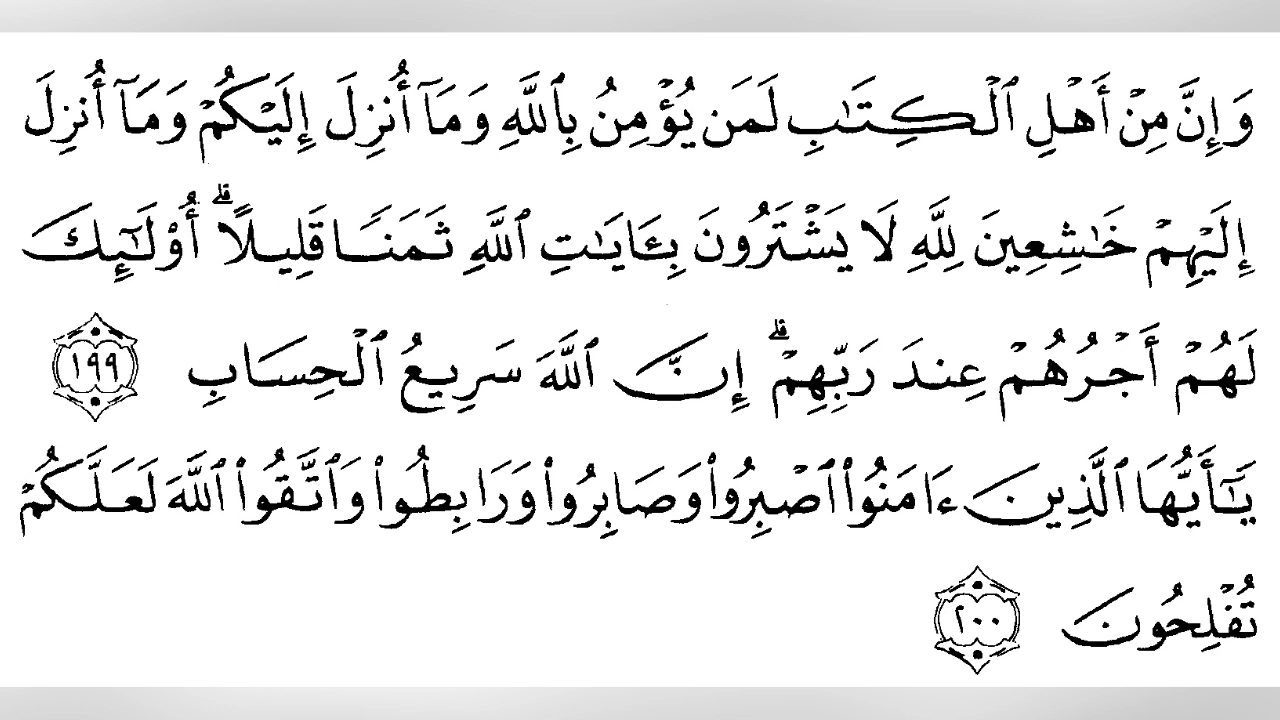 وَإِنَّ مِنۡ أَهۡلِ ٱلۡكِتَٰبِ لَمَن يُؤۡمِنُ بِٱللَّهِ وَمَآ أُنزِلَ إِلَيۡكُمۡ وَمَآ أُنزِلَ
إِلَيۡهِمۡ خَٰشِعِينَ لِلَّهِ لَا يَشۡتَرُونَ بِـَٔايَٰتِ ٱللَّهِ ثَمَنٗا قَلِيلًاۗ أُوْلَٰٓئِكَ
لَهُمۡ أَجۡرُهُمۡ عِندَ رَبِّهِمۡۗ إِنَّ ٱللَّهَ سَرِيعُ ٱلۡحِسَابِ ١٩٩
يَٰٓأَيُّهَا ٱلَّذِينَ ءَامَنُواْ ٱصۡبِرُواْ وَصَابِرُواْ وَرَابِطُواْ وَٱتَّقُواْ ٱللَّهَ لَعَلَّكُمۡ
تُفۡلِحُونَ ٢٠٠